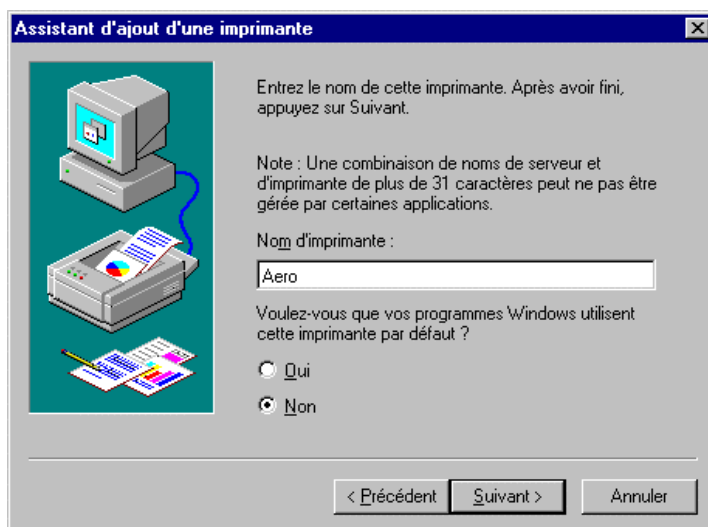 Assistant d'ajout d'une imprimante
Entrez le nom de cette imprimante. Après avoir fini,
appuyez sur Suivant.
Note : Une combinaison de noms de serveur et
d'imprimante de plus de 31 caractères peut ne pas être
gérée par certaines applications.
Nom d'imprimante :
Aero
Voulez-vous que vos programmes Windows utilisent
cette imprimante par défaut ?
Oui
Non
< Précédent Suivant > Annuler